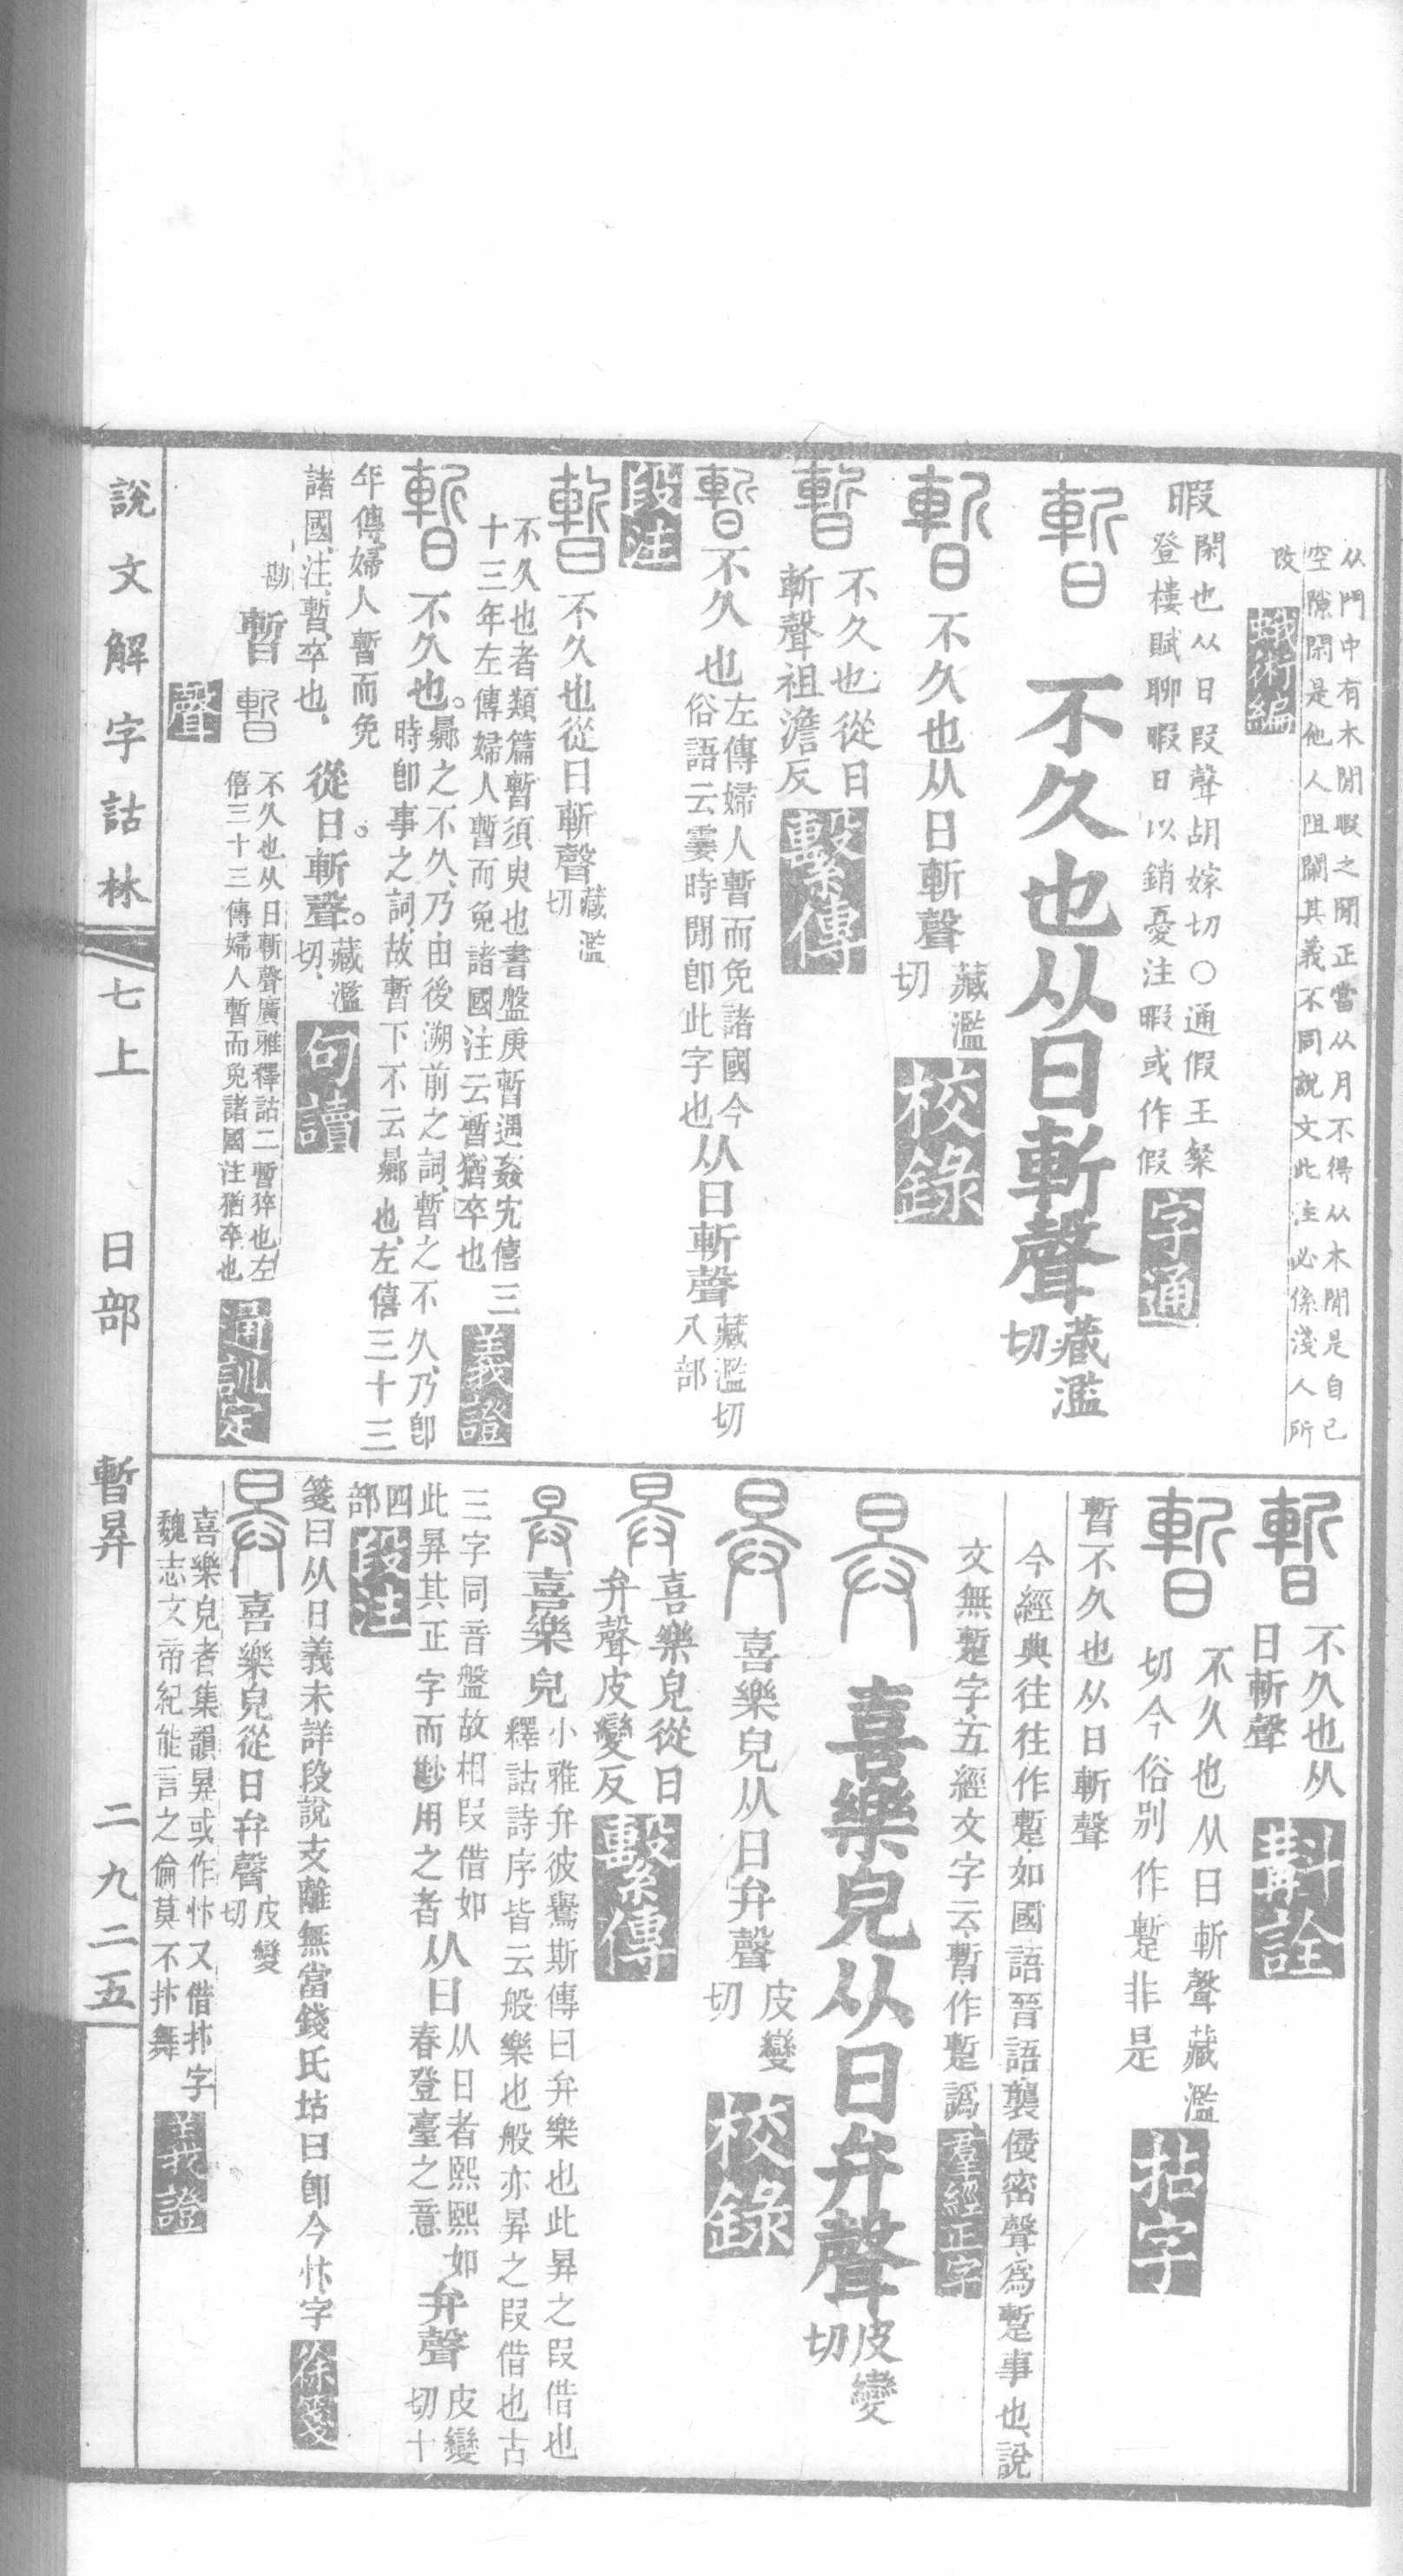 从門中有木閒暇之閒正當从月不得从木閒是自己
空隙閑是他人阻闌其義不同說文此注必係淺人所
改
蛾術編
暇
閑也从日叚聲胡嫁切○通假王粲
登樓賦聊暇日以銷憂注暇或作假
字通
暫 不久也从日斬聲
藏濫
切
暫 不久也从日斬聲
藏濫
切
校錄
暫
不久也從日
斬聲祖澹反
繫傳
暫 不久也
左傳婦人暫而免諸國今
俗語云霎時閒卽此字也
从日斬聲
藏濫切
八部
段注
暫 不久也從日斬聲
藏濫
切
不久也者類篇暫須臾也書盤庚暫遇姦宄僖三
十三年左傳婦人暫而免諸國注云暫猶卒也
義證
暫 不久也。
曏之不久、乃由後溯前之詞、暫之不久、乃卽
時卽事之詞、故暫下不云曏也、左僖三十三
年傳、婦人暫而免
諸國、注、暫、卒也、
從日。斬聲。
藏濫
切、
句讀
勘
暫 暫
不久也从日斬聲廣雅釋詁二暫猝也左
僖三十三傳婦人暫而免諸國注猶卒也
通訓定
聲
暫
不久也从
日斬聲
斠詮
暫
不久也从日斬聲藏濫
切今俗別作蹔非是
拈字
暫不久也从日斬聲
今經典往往作蹔、如國語晉語、襲侵密聲、爲蹔事也、說
文無蹔字、五經文字云、暫、作蹔譌、
羣經正字
昪 喜樂皃从日弁聲
皮變
切
昪 喜樂皃从日弁聲
皮變
切
校錄
昪
喜樂皃從日
弁聲皮變反
繫傳
昪 喜樂皃
小雅弁彼鸒斯傳曰弁樂也此昪之叚借也
釋詁詩序皆云般樂也般亦昪之叚借也古
三字同音盤故相叚借如
此昪其正字而尟用之者
从日
从日者熙熙如
春登臺之意
弁聲
皮變
切十
四
部
段注
箋曰从日義未詳段說支離無當錢氏坫曰卽今忭字
徐箋
昪 喜樂皃從日弁聲
皮變
切
喜樂皃者集韻昪或作忭又借抃字
魏志文帝紀能言之倫莫不抃舞
義證
說文解字詁林 七上 日部 暫昪 二九二五